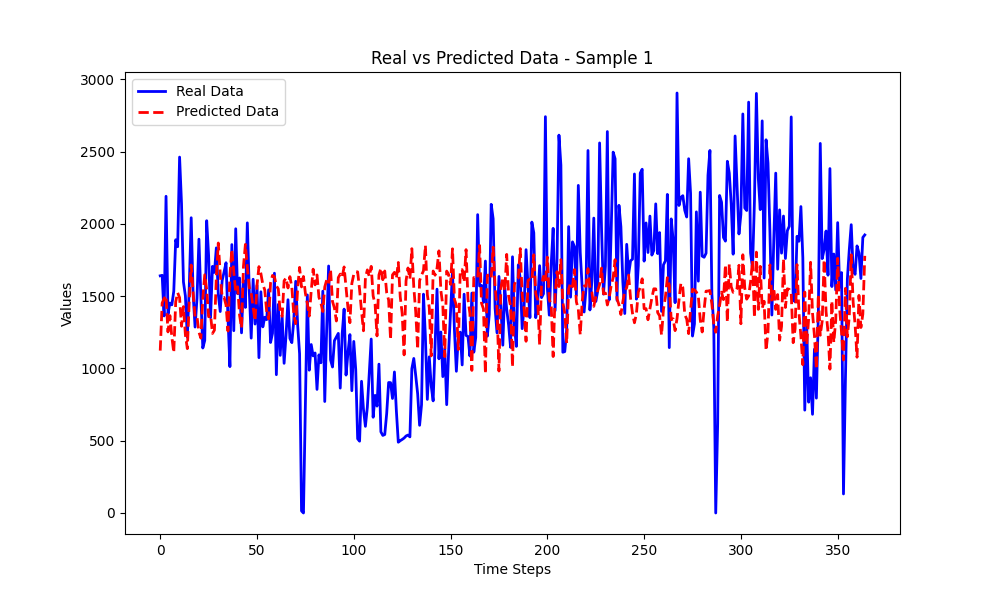 Real vs Predicted Data - Sample 1
Real Data
Predicted Data
3000
2500
2000
1500
1000
500
0
Values
0 50 100 150 200 250 300 350
Time Steps